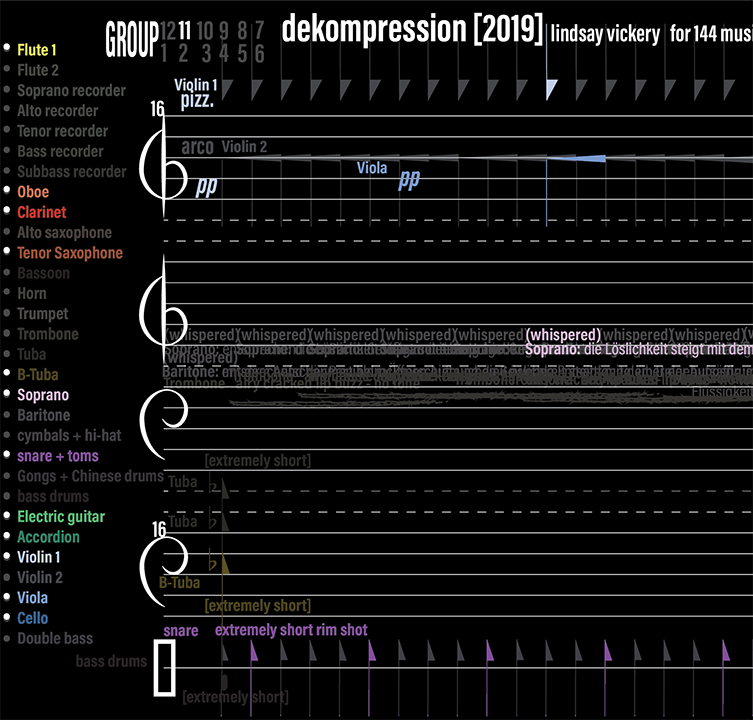 GROUP 12 11 10 9 8 7
1 2 3 4 5 6
dekompression [2019] lindsay vickery for 144 musi
Flute 1
Flute 2
Soprano recorder
Alto recorder
Tenor recorder
Bass recorder
Subbass recorder
Oboe
Clarinet
Alto saxophone
Tenor Saxophone
Bassoon
Horn
Trumpet
Trombone
Tuba
B-Tuba
Soprano
Baritone
cymbals + hi-hat
snare + toms
Gongs + Chinese drums
bass drums
Electric guitar
Accordion
Violin 1
Violin 2
Viola
Cello
Double bass
Violin 1
pizz.
16
arco Violin 2
Viola
pp pp
(whispered) (whispered) (whispered) (whispered) (whispered) (whispered) (whispered) (whispered) (w
Soprano: die Löslichkeit steigt mit dem
(whispered)
Baritone:
Trombone airy cracked lip pizz - no tone
Flüssigkeit
[extremely short]
Tuba
Tuba
16
B-Tuba
[extremely short]
snare extremely short rim shot
bass drums
[extremely short]